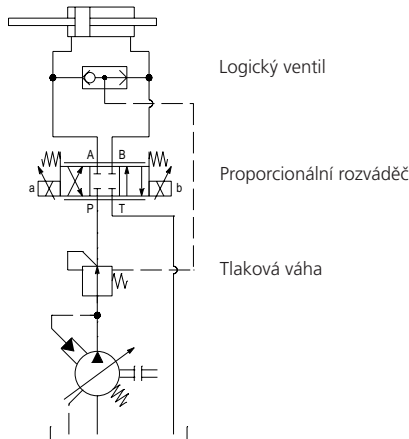 Logický ventil
A B
Proporcionální rozváděč
a b
P T
Tlaková váha